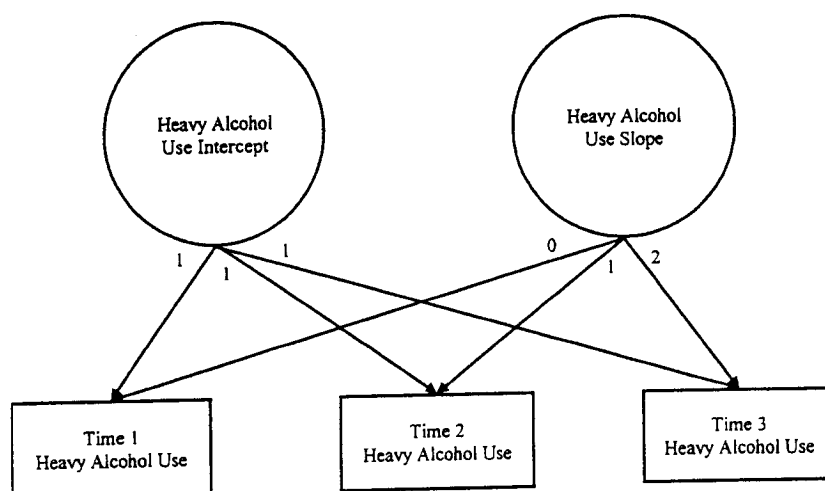 Heavy Alcohol
Use Intercept
Heavy Alcohol
Use Slope
1
1
1
0
1
2
Time 1
Heavy Alcohol Use
Time 2
Heavy Alcohol Use
Time 3
Heavy Alcohol Use